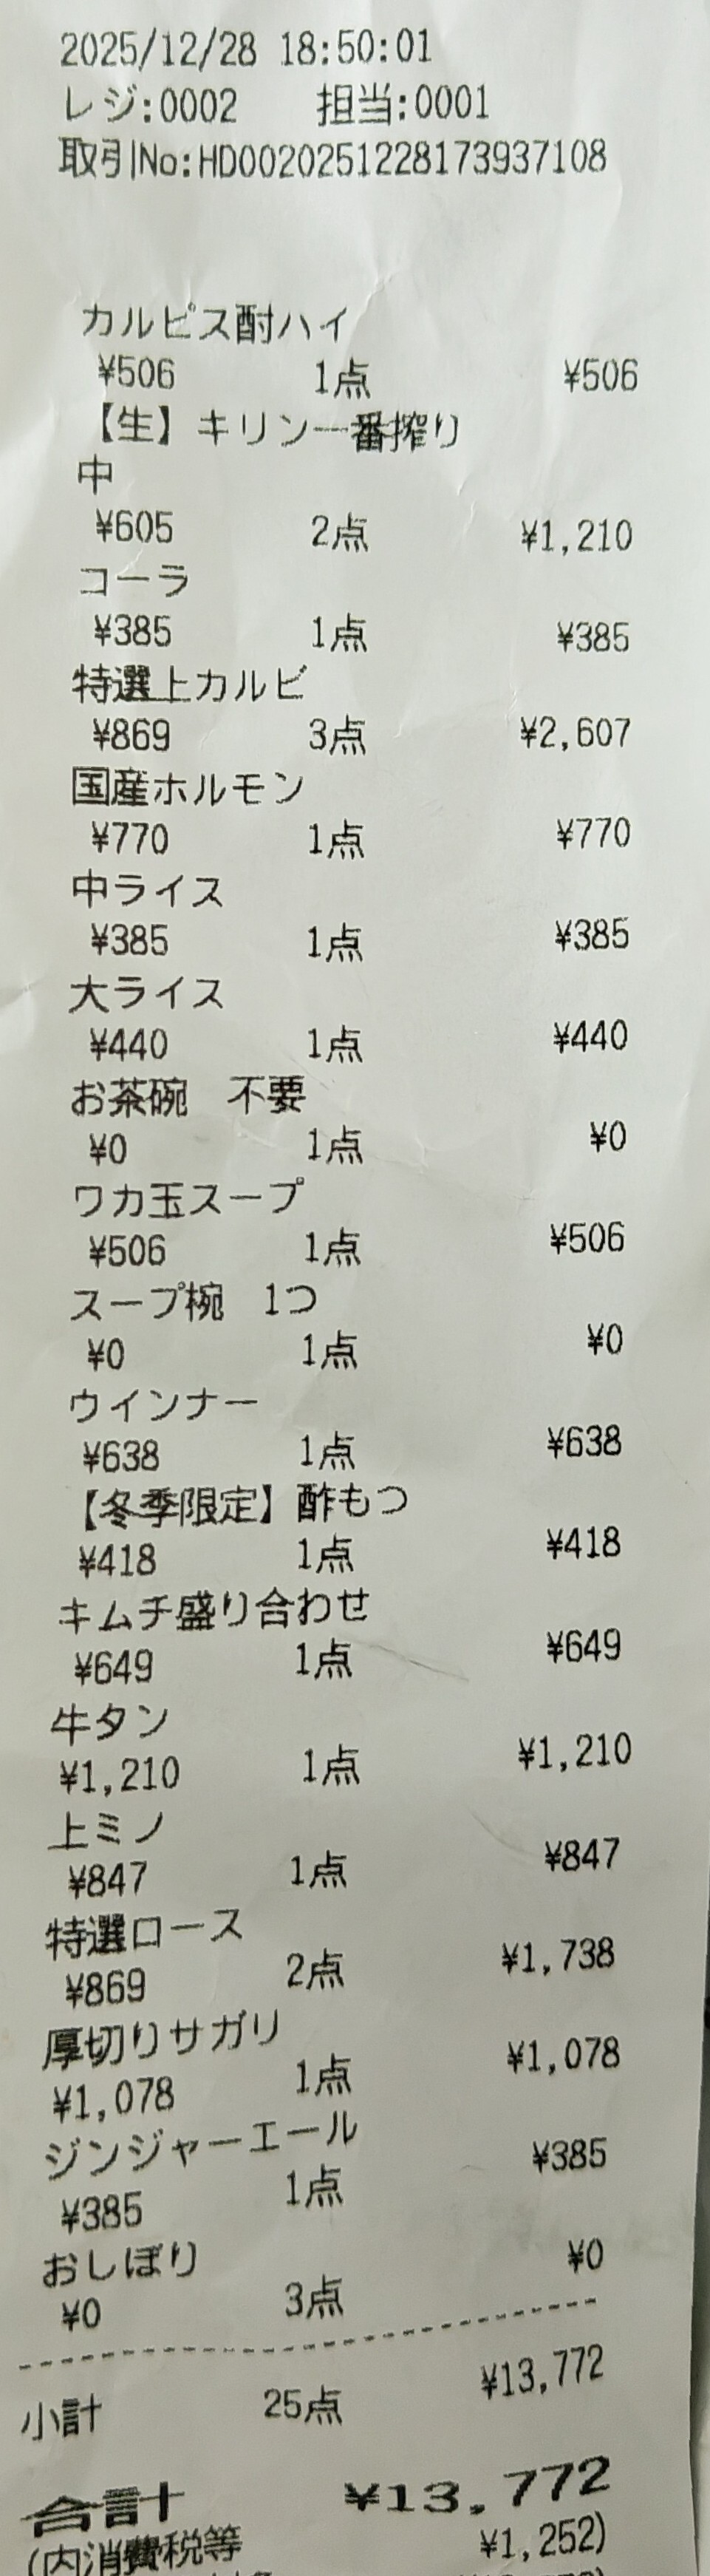 2025/12/28 18:50:01
レジ:0002 担当:0001
取引No:HD0020251228173937108
カルピス酎ハイ
¥506 1点 ¥506
【生】キリン一番搾り
中
¥605 2点 ¥1,210
コーラ
¥385 1点 ¥385
特選上カルビ
¥869 3点 ¥2,607
国産ホルモン
¥770 1点 ¥770
中ライス
¥385 1点 ¥385
大ライス
¥440 1点 ¥440
お茶碗 不要
¥0 1点 ¥0
ワカ玉スープ
¥506 1点 ¥506
スープ椀 1つ
¥0 1点 ¥0
ウインナー
¥638 1点 ¥638
【冬季限定】酢もつ
¥418 1点 ¥418
キムチ盛り合わせ
¥649 1点 ¥649
牛タン
¥1,210 1点 ¥1,210
上ミノ
¥847 1点 ¥847
特選ロース
¥869 2点 ¥1,738
厚切りサガリ
¥1,078 1点 ¥1,078
ジンジャーエール
¥385 1点 ¥385
おしぼり
¥0 3点 ¥0
小計 25点 ¥13,772
合計 ¥13,772
(内消費税等 ¥1,252)